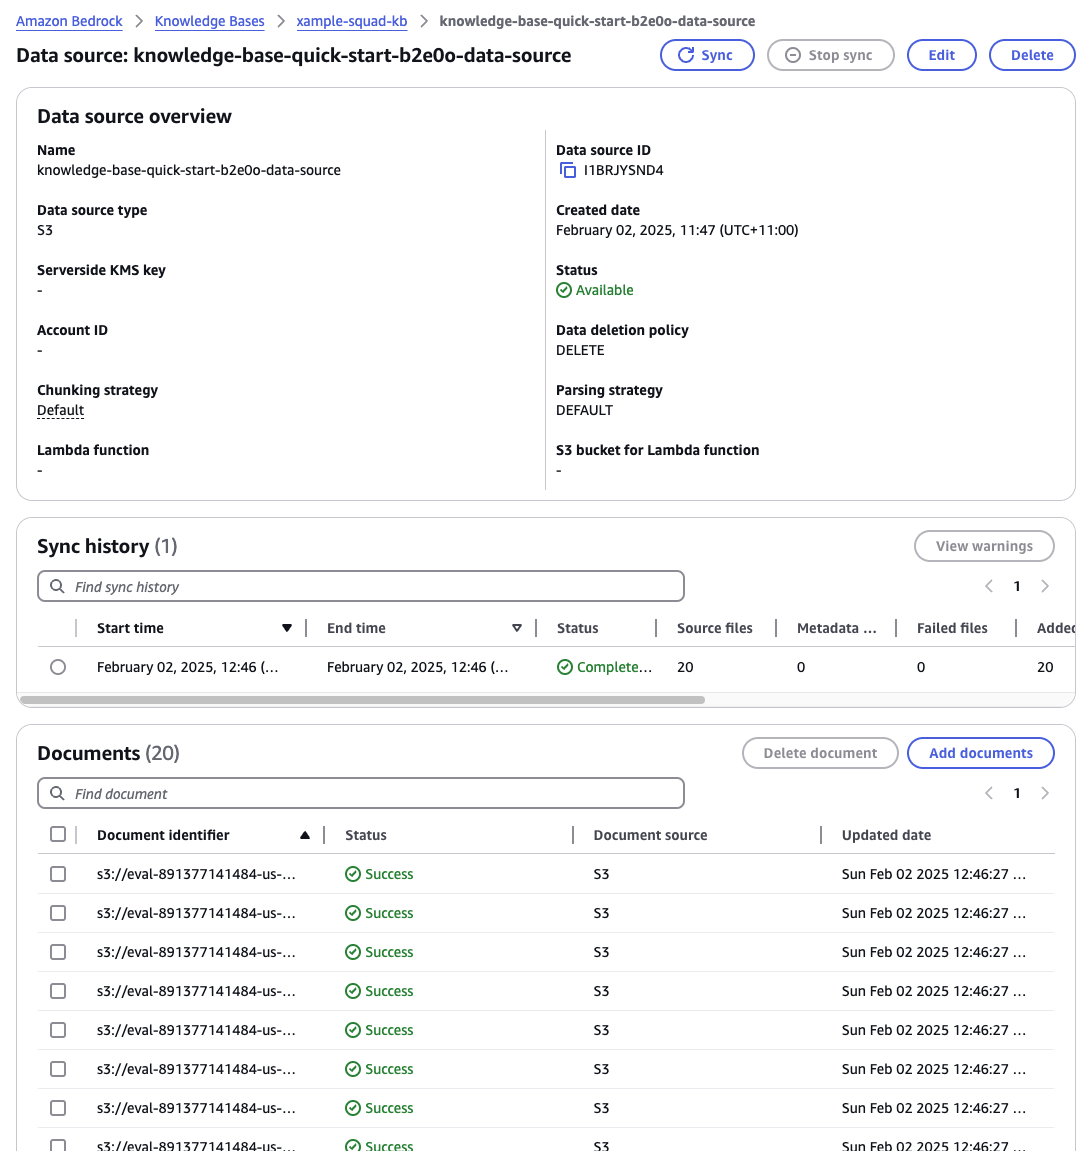 Amazon Bedrock > Knowledge Bases > xample-squad-kb > knowledge-base-quick-start-b2e0o-data-source
Data source: knowledge-base-quick-start-b2e0o-data-source Sync Stop sync Edit Delete
Data source overview
Name
knowledge-base-quick-start-b2e0o-data-source
Data source type
S3
Serverside KMS key
-
Account ID
-
Chunking strategy
Default
Lambda function
-
Data source ID
I1BRJYSND4
Created date
February 02, 2025, 11:47 (UTC+11:00)
Status
Available
Data deletion policy
DELETE
Parsing strategy
DEFAULT
S3 bucket for Lambda function
-
Sync history (1) View warnings
Find sync history 1
Start time End time Status Source files Metadata ... Failed files Added
February 02, 2025, 12:46 (... February 02, 2025, 12:46 (... Complete... 20 0 0 20
Documents (20) Delete document Add documents
Find document 1
Document identifier Status Document source Updated date
s3://eval-891377141484-us-... Success S3 Sun Feb 02 2025 12:46:27 ...
s3://eval-891377141484-us-... Success S3 Sun Feb 02 2025 12:46:27 ...
s3://eval-891377141484-us-... Success S3 Sun Feb 02 2025 12:46:27 ...
s3://eval-891377141484-us-... Success S3 Sun Feb 02 2025 12:46:27 ...
s3://eval-891377141484-us-... Success S3 Sun Feb 02 2025 12:46:27 ...
s3://eval-891377141484-us-... Success S3 Sun Feb 02 2025 12:46:27 ...
s3://eval-891377141484-us-... Success S3 Sun Feb 02 2025 12:46:27 ...
s3://eval-891377141484-us-... Success S3 Sun Feb 02 2025 12:46:27 ...